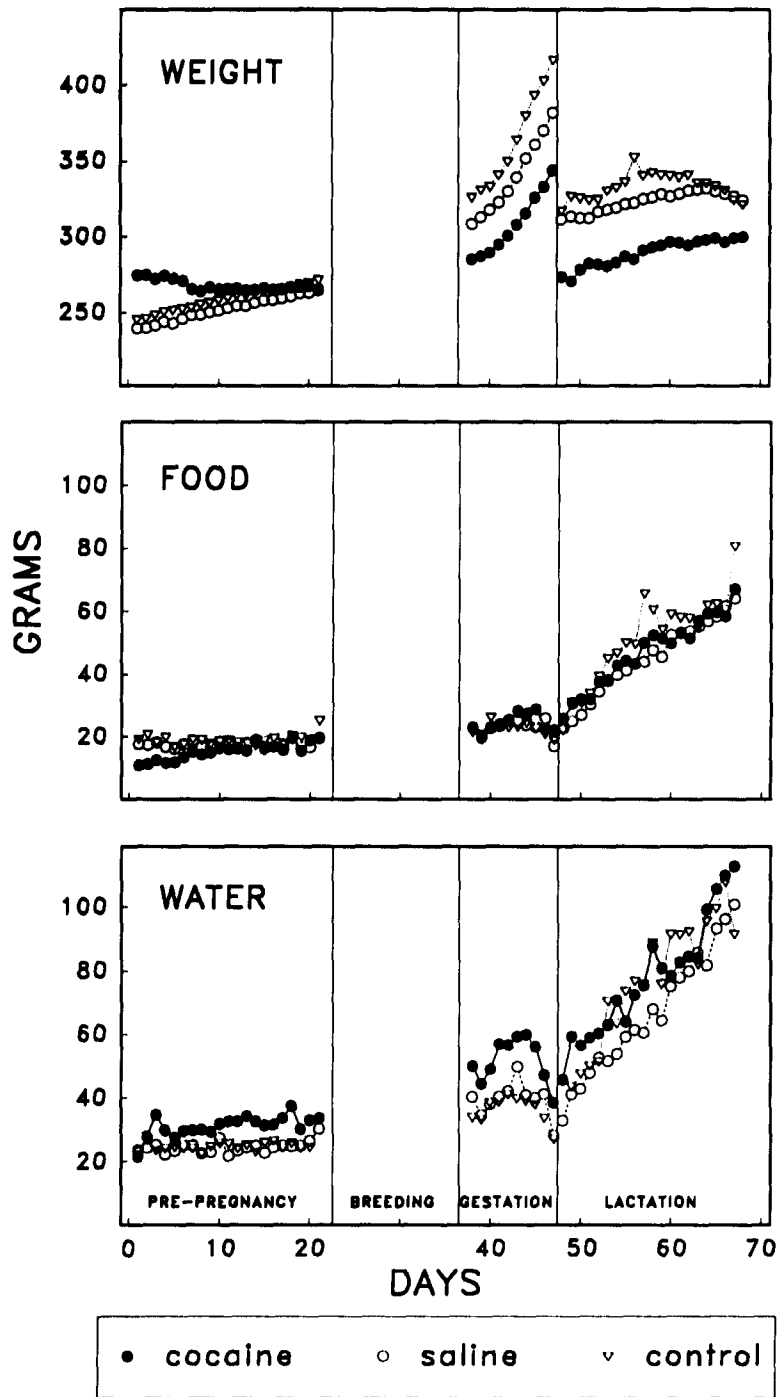 WEIGHT
400
350
300
250
FOOD
100
80
60
40
20
GRAMS
WATER
100
80
60
40
20
PRE-PREGNANCY BREEDING GESTATION LACTATION
0 10 20 40 50 60 70
DAYS
● cocaine ○ saline ▿ control